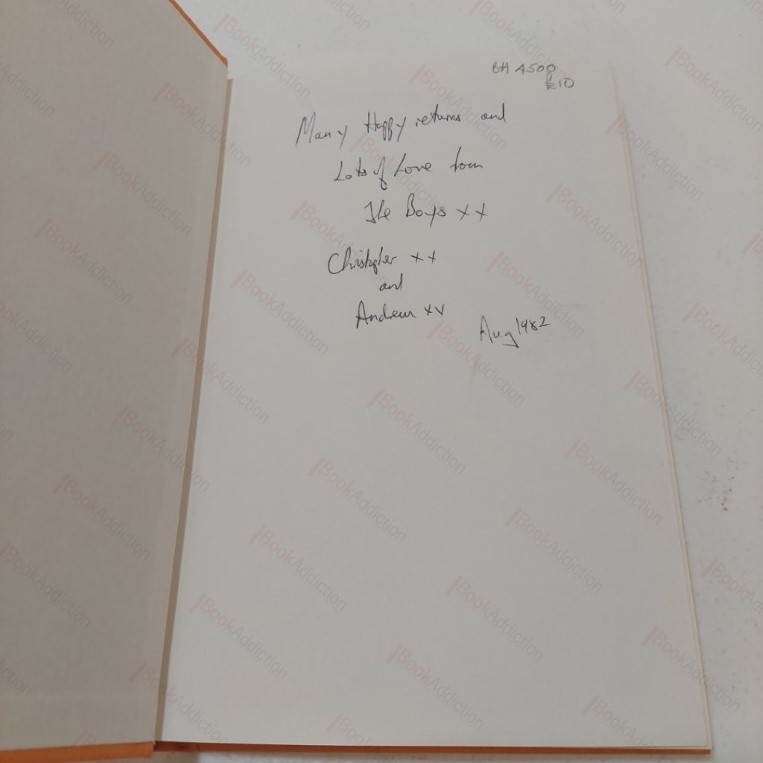 BH 4500
£10
Many Happy returns and
Lots of Love from
The Boys xx
Christopher xx
and
Andrew xx
Aug 1982
BookAddiction